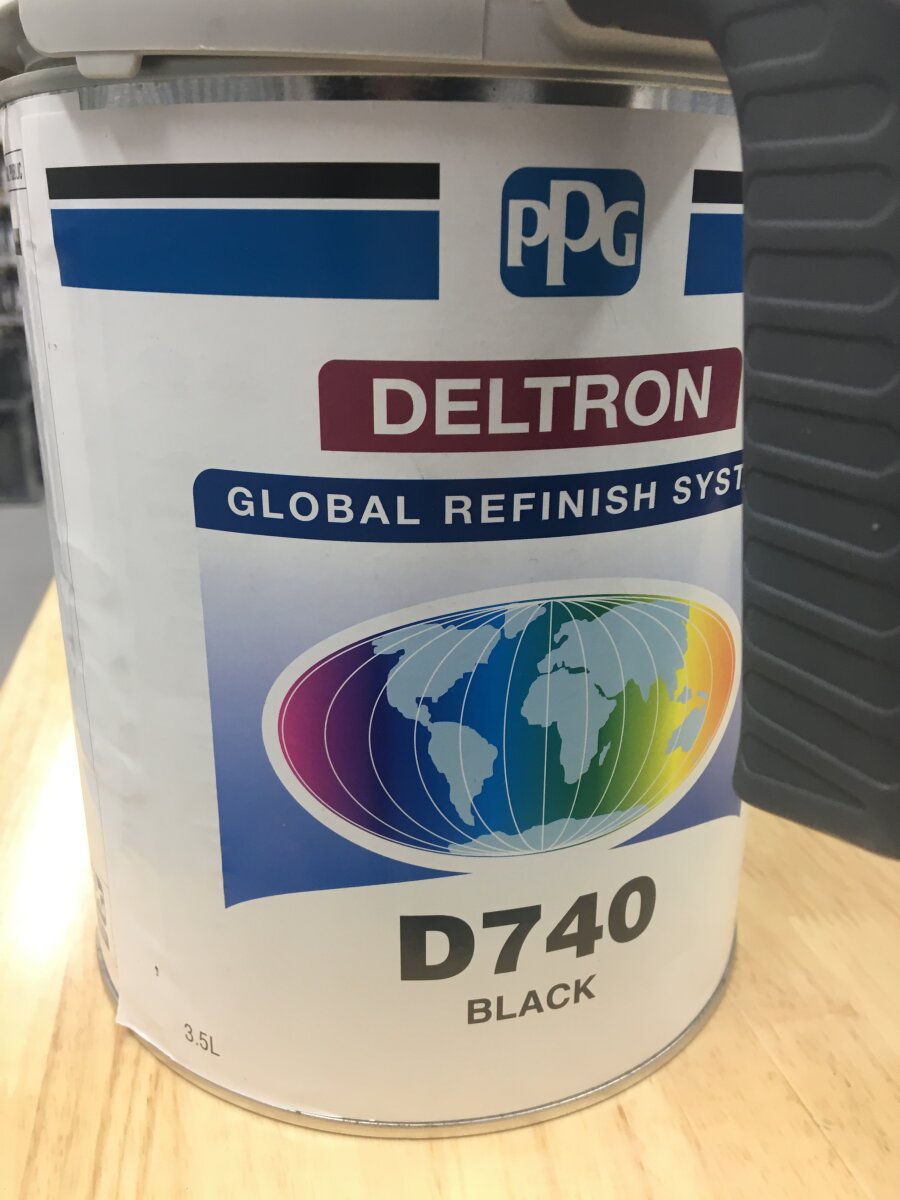 PPG
DELTRON
GLOBAL REFINISH SYST
D740
BLACK
3.5L